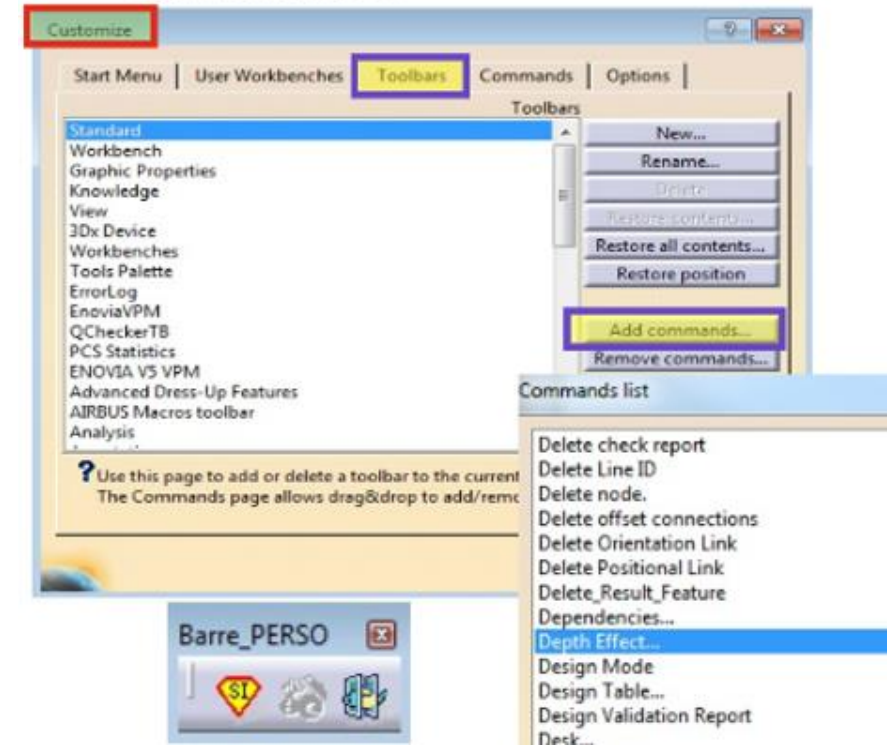 Customize
Start Menu | User Workbenches | Toolbars | Commands | Options |
Toolbars
Standard
Workbench
Graphic Properties
Knowledge
View
3Dx Device
Workbenches
Tools Palette
ErrorLog
EnoviaVPM
QCheckerTB
PCS Statistics
ENOVIA V5 VPM
Advanced Dress-Up Features
AIRBUS Macros toolbar
Analysis
New...
Rename...
Delete
Restore contents...
Restore all contents...
Restore position
Add commands...
Remove commands...
? Use this page to add or delete a toolbar to the current
The Commands page allows drag&drop to add/remo
Commands list
Delete check report
Delete Line ID
Delete node.
Delete offset connections
Delete Orientation Link
Delete Positional Link
Delete_Result_Feature
Dependencies...
Depth Effect...
Design Mode
Design Table...
Design Validation Report
Desk...
Barre_PERSO
SI